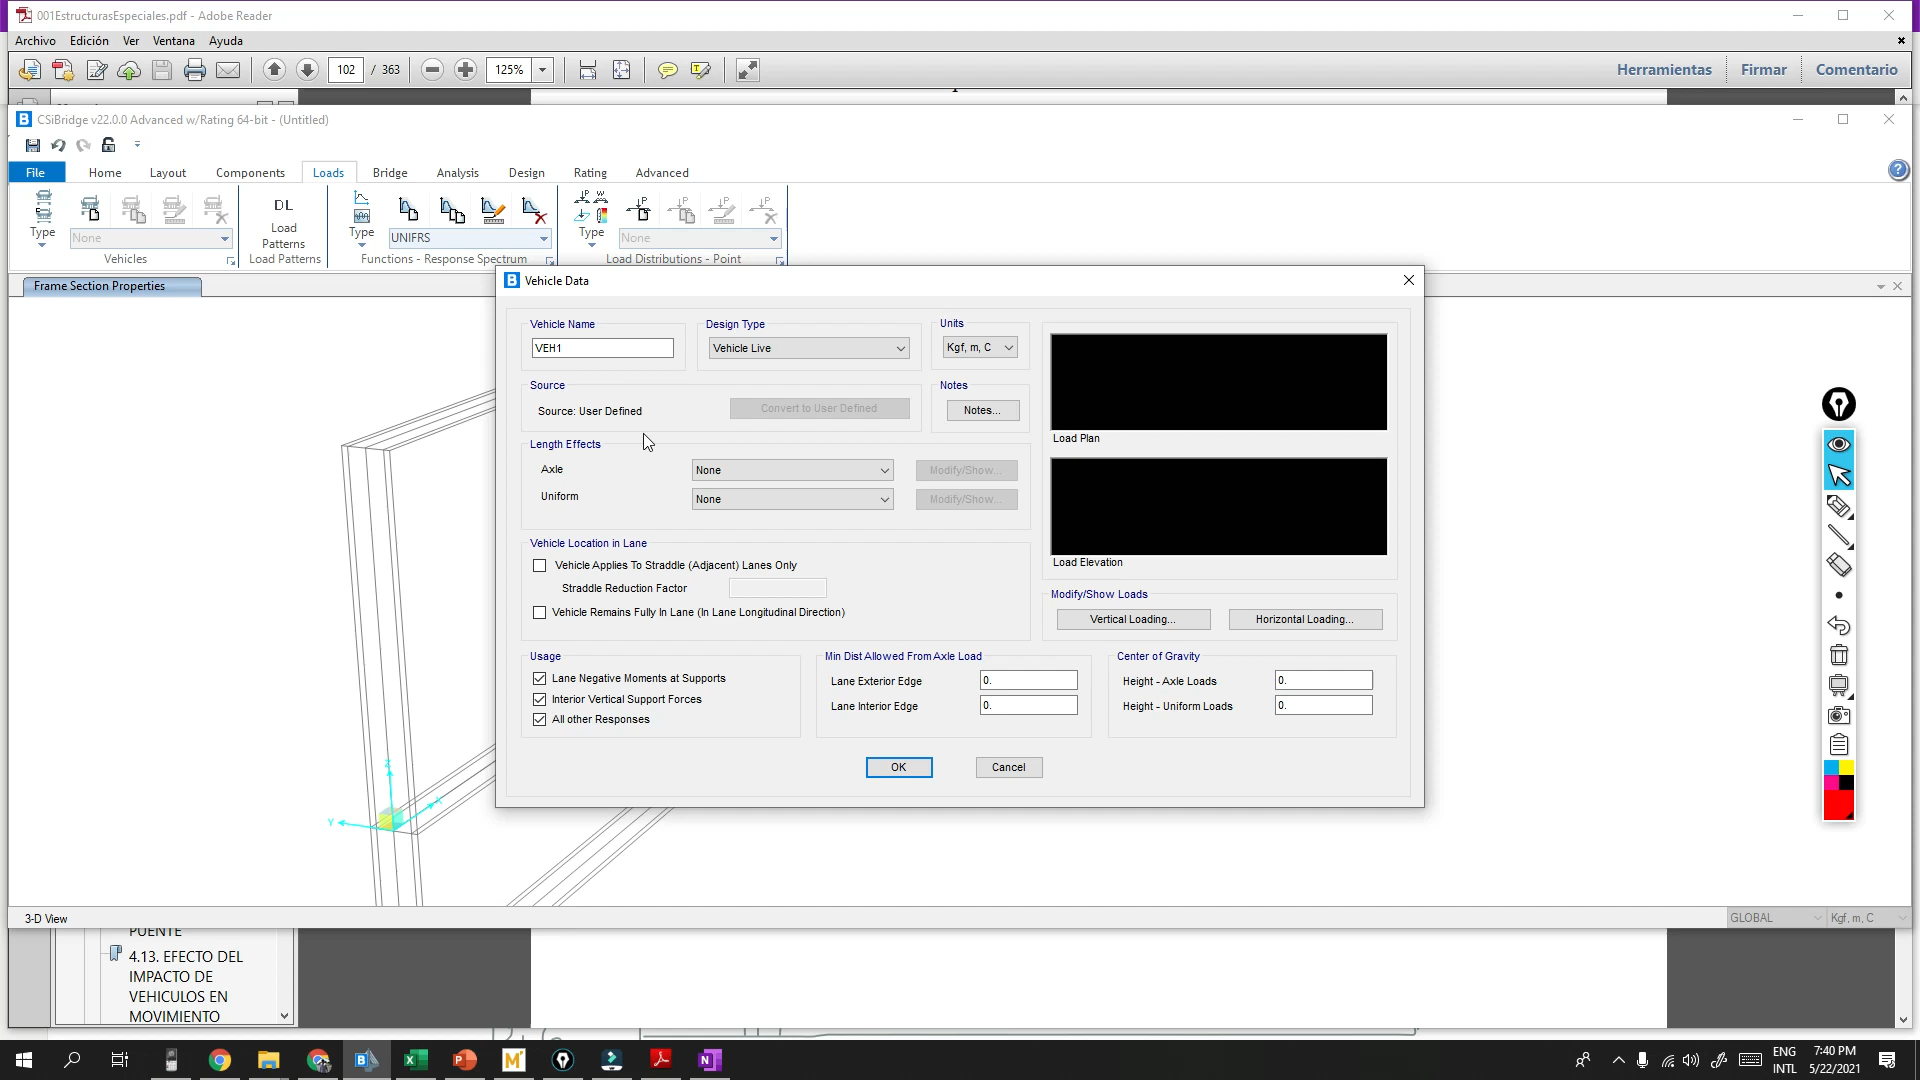 001EstructurasEspeciales.pdf - Adobe Reader
Archivo Edición Ver Ventana Ayuda
102 / 363 125% Herramientas Firmar Comentario
CSiBridge v22.0.0 Advanced w/Rating 64-bit - (Untitled)
File Home Layout Components Loads Bridge Analysis Design Rating Advanced
Type None Vehicles
DL Load Patterns Load Patterns
Type UNIFRS Functions - Response Spectrum
Type None Load Distributions - Point
Frame Section Properties
Vehicle Data
Vehicle Name
VEH1
Design Type
Vehicle Live
Units
Kgf, m, C
Source
Source: User Defined
Convert to User Defined
Notes
Notes...
Length Effects
Axle None Modify/Show...
Uniform None Modify/Show...
Load Plan
Load Elevation
Vehicle Location in Lane
Vehicle Applies To Straddle (Adjacent) Lanes Only
Straddle Reduction Factor
Vehicle Remains Fully In Lane (In Lane Longitudinal Direction)
Modify/Show Loads
Vertical Loading... Horizontal Loading...
Usage
Lane Negative Moments at Supports
Interior Vertical Support Forces
All other Responses
Min Dist Allowed From Axle Load
Lane Exterior Edge 0.
Lane Interior Edge 0.
Center of Gravity
Height - Axle Loads 0.
Height - Uniform Loads 0.
OK Cancel
Z
X
Y
3-D View GLOBAL Kgf, m, C
PUENTE
4.13. EFECTO DEL
IMPACTO DE
VEHICULOS EN
MOVIMIENTO
ENG
INTL
7:40 PM
5/22/2021